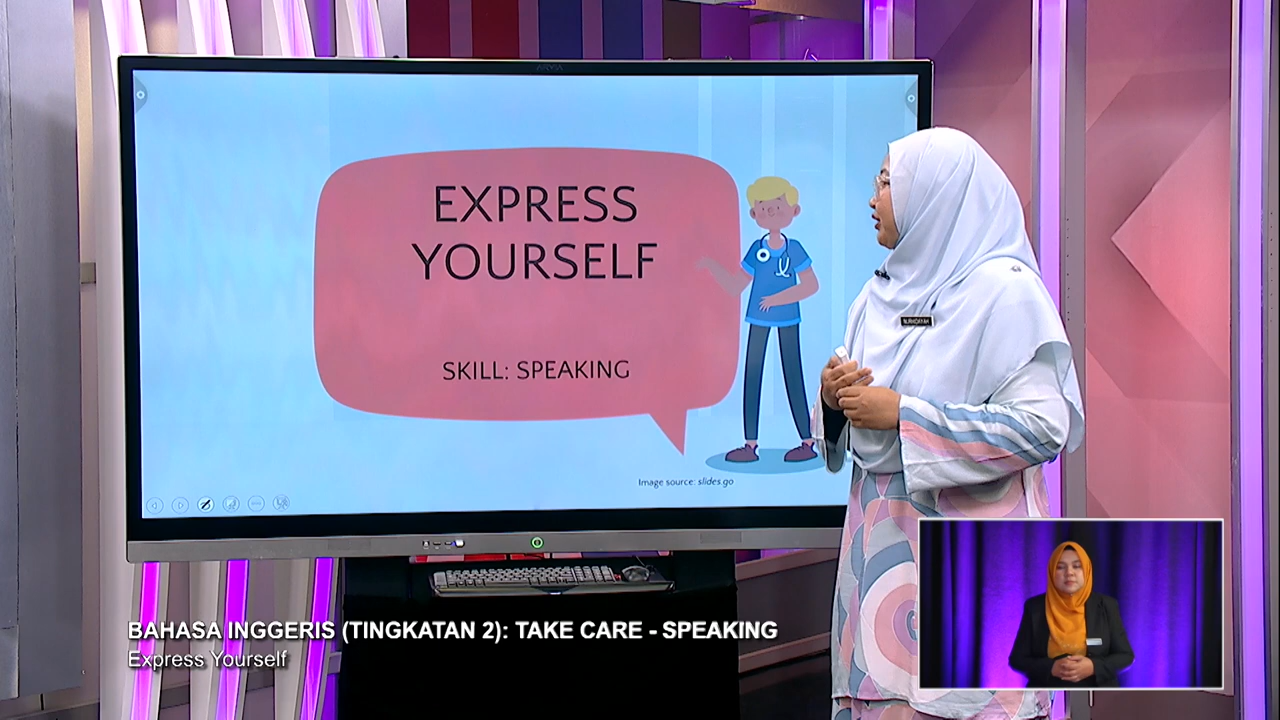 EXPRESS
YOURSELF
SKILL: SPEAKING
Image source: slides.go
BAHASA INGGERIS (TINGKATAN 2): TAKE CARE - SPEAKING
Express Yourself